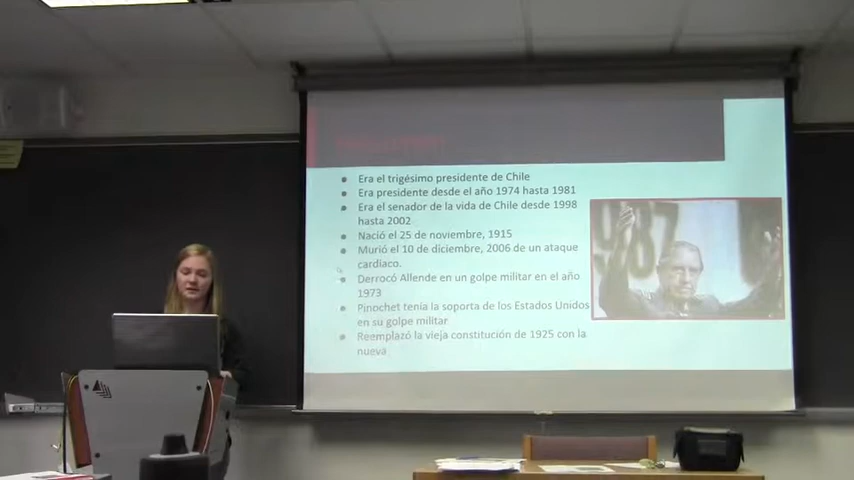 Era el trigésimo presidente de Chile
Era presidente desde el año 1974 hasta 1981
Era el senador de la vida de Chile desde 1998
hasta 2002
Nació el 25 de noviembre, 1915
Murió el 10 de diciembre, 2006 de un ataque
cardíaco.
Derrocó Allende en un golpe militar en el año
1973
Pinochet tenía la soporta de los Estados Unidos
en su golpe militar
Reemplazó la vieja constitución de 1925 con la
nueva